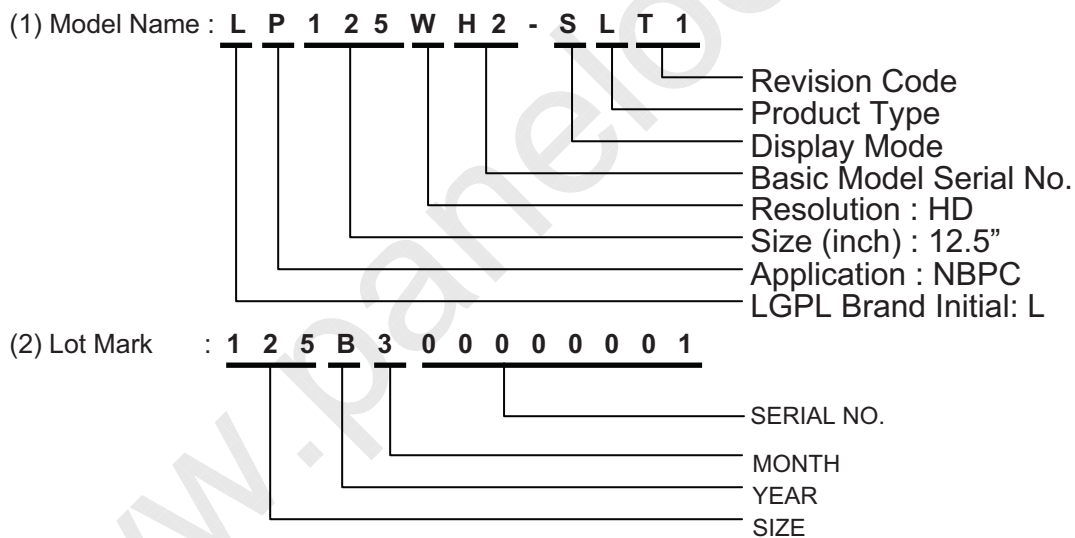 (1) Model Name : L P 1 2 5 W H 2 - S L T 1
Revision Code
Product Type
Display Mode
Basic Model Serial No.
Resolution : HD
Size (inch) : 12.5”
Application : NBPC
LGPL Brand Initial: L
(2) Lot Mark : 1 2 5 B 3 0 0 0 0 0 0 0 1
SERIAL NO.
MONTH
YEAR
SIZE
w.panelo